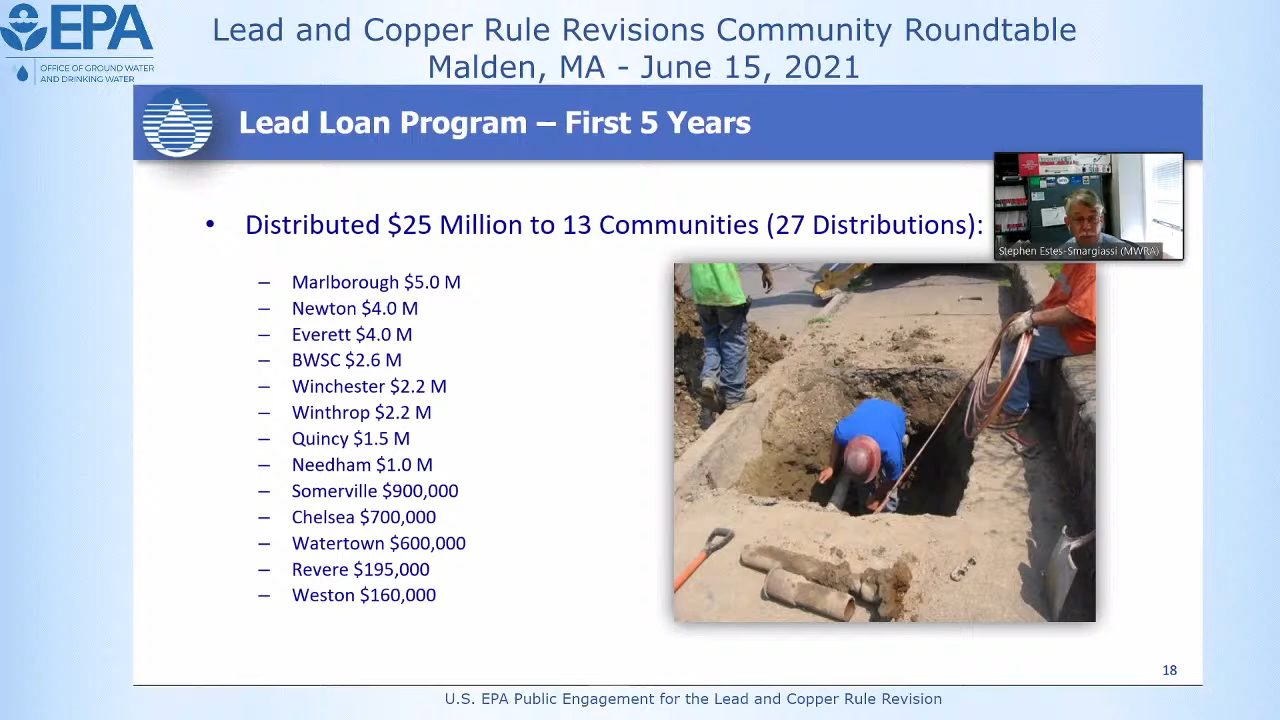 EPA
OFFICE OF GROUND WATER
AND DRINKING WATER
Lead and Copper Rule Revisions Community Roundtable
Malden, MA - June 15, 2021
Lead Loan Program – First 5 Years
• Distributed $25 Million to 13 Communities (27 Distributions):
Stephen Estes-Smargiassi (MWRA)
– Marlborough $5.0 M
– Newton $4.0 M
– Everett $4.0 M
– BWSC $2.6 M
– Winchester $2.2 M
– Winthrop $2.2 M
– Quincy $1.5 M
– Needham $1.0 M
– Somerville $900,000
– Chelsea $700,000
– Watertown $600,000
– Revere $195,000
– Weston $160,000
18
U.S. EPA Public Engagement for the Lead and Copper Rule Revision